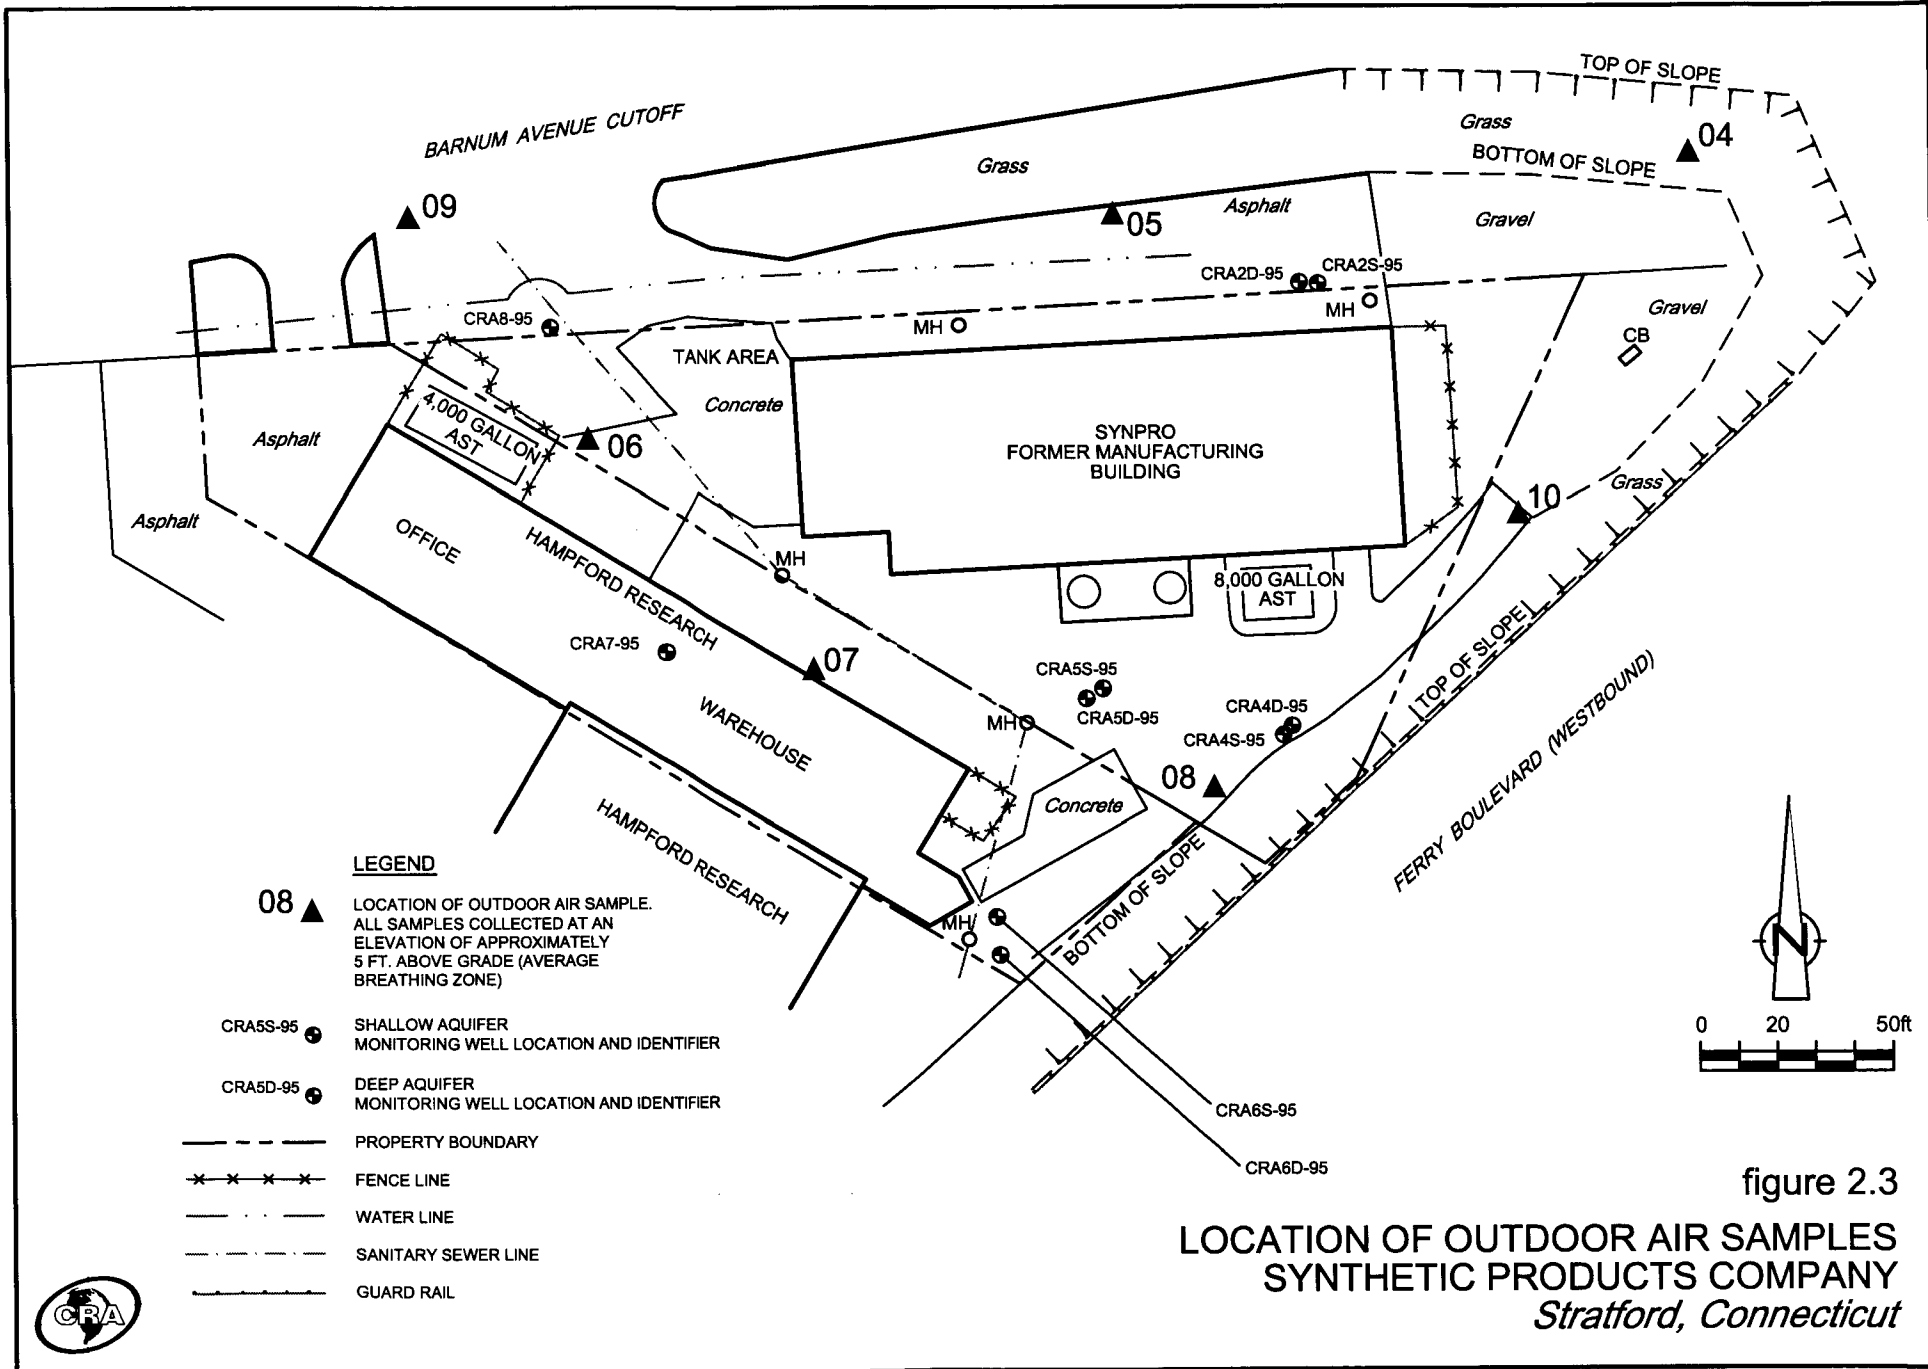 TOP OF SLOPE
BARNUM AVENUE CUTOFF
Grass
04
BOTTOM OF SLOPE
Grass
09
05
Asphalt
Gravel
CRA2D-95
CRA2S-95
CRA8-95
MH
MH
Gravel
CB
TANK AREA
Concrete
4,000 GALLON
AST
Asphalt
06
SYNPRO
FORMER MANUFACTURING
BUILDING
Grass
10
Asphalt
OFFICE
HAMPFORD RESEARCH
MH
8,000 GALLON
AST
CRA7-95
07
WAREHOUSE
CRA5S-95
CRA5D-95
MH
CRA4D-95
CRA4S-95
TOP OF SLOPE
FERRY BOULEVARD (WESTBOUND)
08
Concrete
HAMPFORD RESEARCH
BOTTOM OF SLOPE
MH
CRA6S-95
CRA6D-95
N
0 20 50ft
LEGEND
08
LOCATION OF OUTDOOR AIR SAMPLE.
ALL SAMPLES COLLECTED AT AN
ELEVATION OF APPROXIMATELY
5 FT. ABOVE GRADE (AVERAGE
BREATHING ZONE)
CRA5S-95
SHALLOW AQUIFER
MONITORING WELL LOCATION AND IDENTIFIER
CRA5D-95
DEEP AQUIFER
MONITORING WELL LOCATION AND IDENTIFIER
PROPERTY BOUNDARY
FENCE LINE
WATER LINE
SANITARY SEWER LINE
GUARD RAIL
CRA
figure 2.3
LOCATION OF OUTDOOR AIR SAMPLES
SYNTHETIC PRODUCTS COMPANY
Stratford, Connecticut